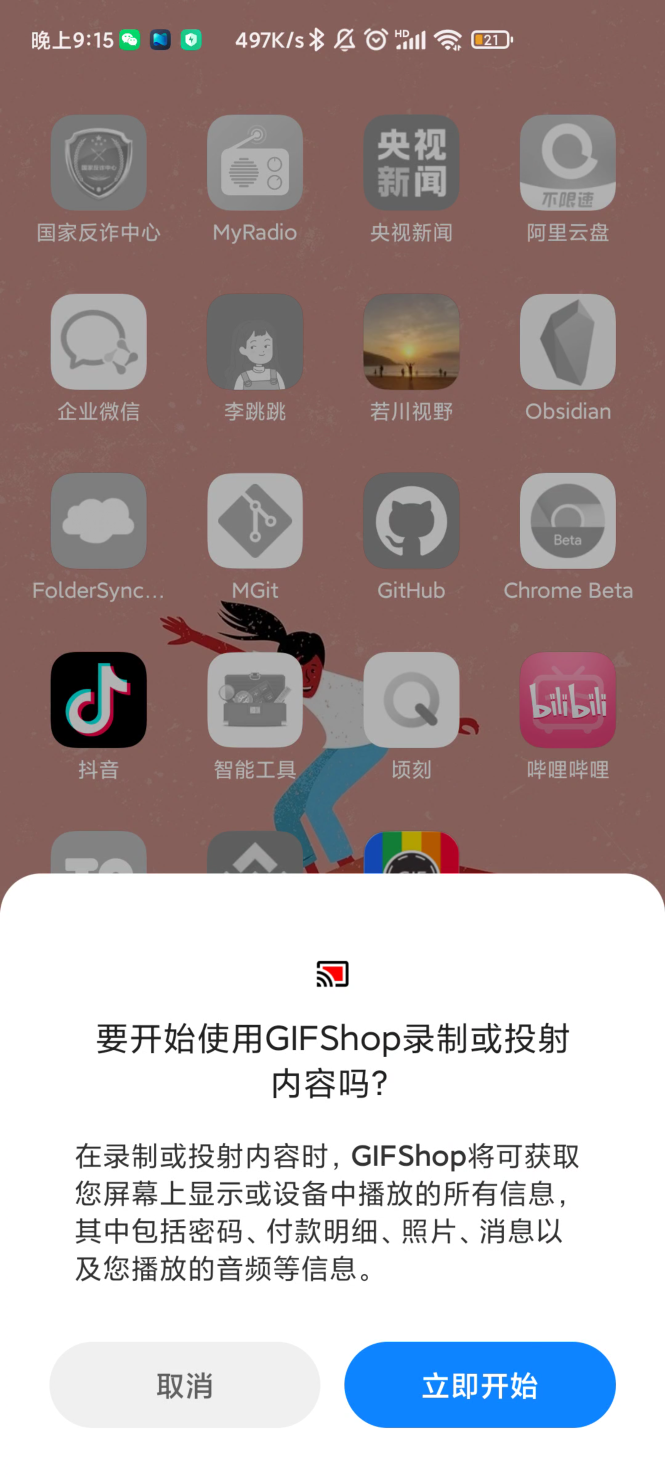 晚上9:15 497K/s HD 21
国家反诈中心 MyRadio 央视新闻 阿里云盘
央视
新闻
不限速
企业微信 李跳跳 若川视野 Obsidian
Beta
FolderSync... MGit GitHub Chrome Beta
bilibili
抖音 智能工具 顷刻 哔哩哔哩
要开始使用GIFShop录制或投射
内容吗?
在录制或投射内容时,GIFShop将可获取
您屏幕上显示或设备中播放的所有信息,
其中包括密码、付款明细、照片、消息以
及您播放的音频等信息。
取消 立即开始